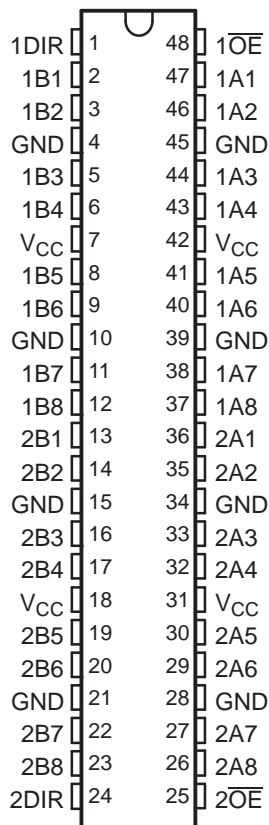 1DIR 1 48 1O̅E̅
1B1 2 47 1A1
1B2 3 46 1A2
GND 4 45 GND
1B3 5 44 1A3
1B4 6 43 1A4
VCC 7 42 VCC
1B5 8 41 1A5
1B6 9 40 1A6
GND 10 39 GND
1B7 11 38 1A7
1B8 12 37 1A8
2B1 13 36 2A1
2B2 14 35 2A2
GND 15 34 GND
2B3 16 33 2A3
2B4 17 32 2A4
VCC 18 31 VCC
2B5 19 30 2A5
2B6 20 29 2A6
GND 21 28 GND
2B7 22 27 2A7
2B8 23 26 2A8
2DIR 24 25 2O̅E̅